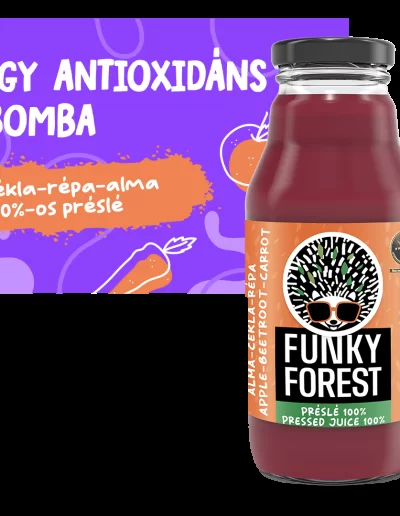 GY ANTIOXIDÁNS
BOMBA
ékla-répa-alma
0%-os préslé
ALMA-CÉKLA-RÉPA
APPLE-BEETROOT-CARROT
FUNKY
FOREST
PRÉSLÉ 100%
PRESSED JUICE 100%